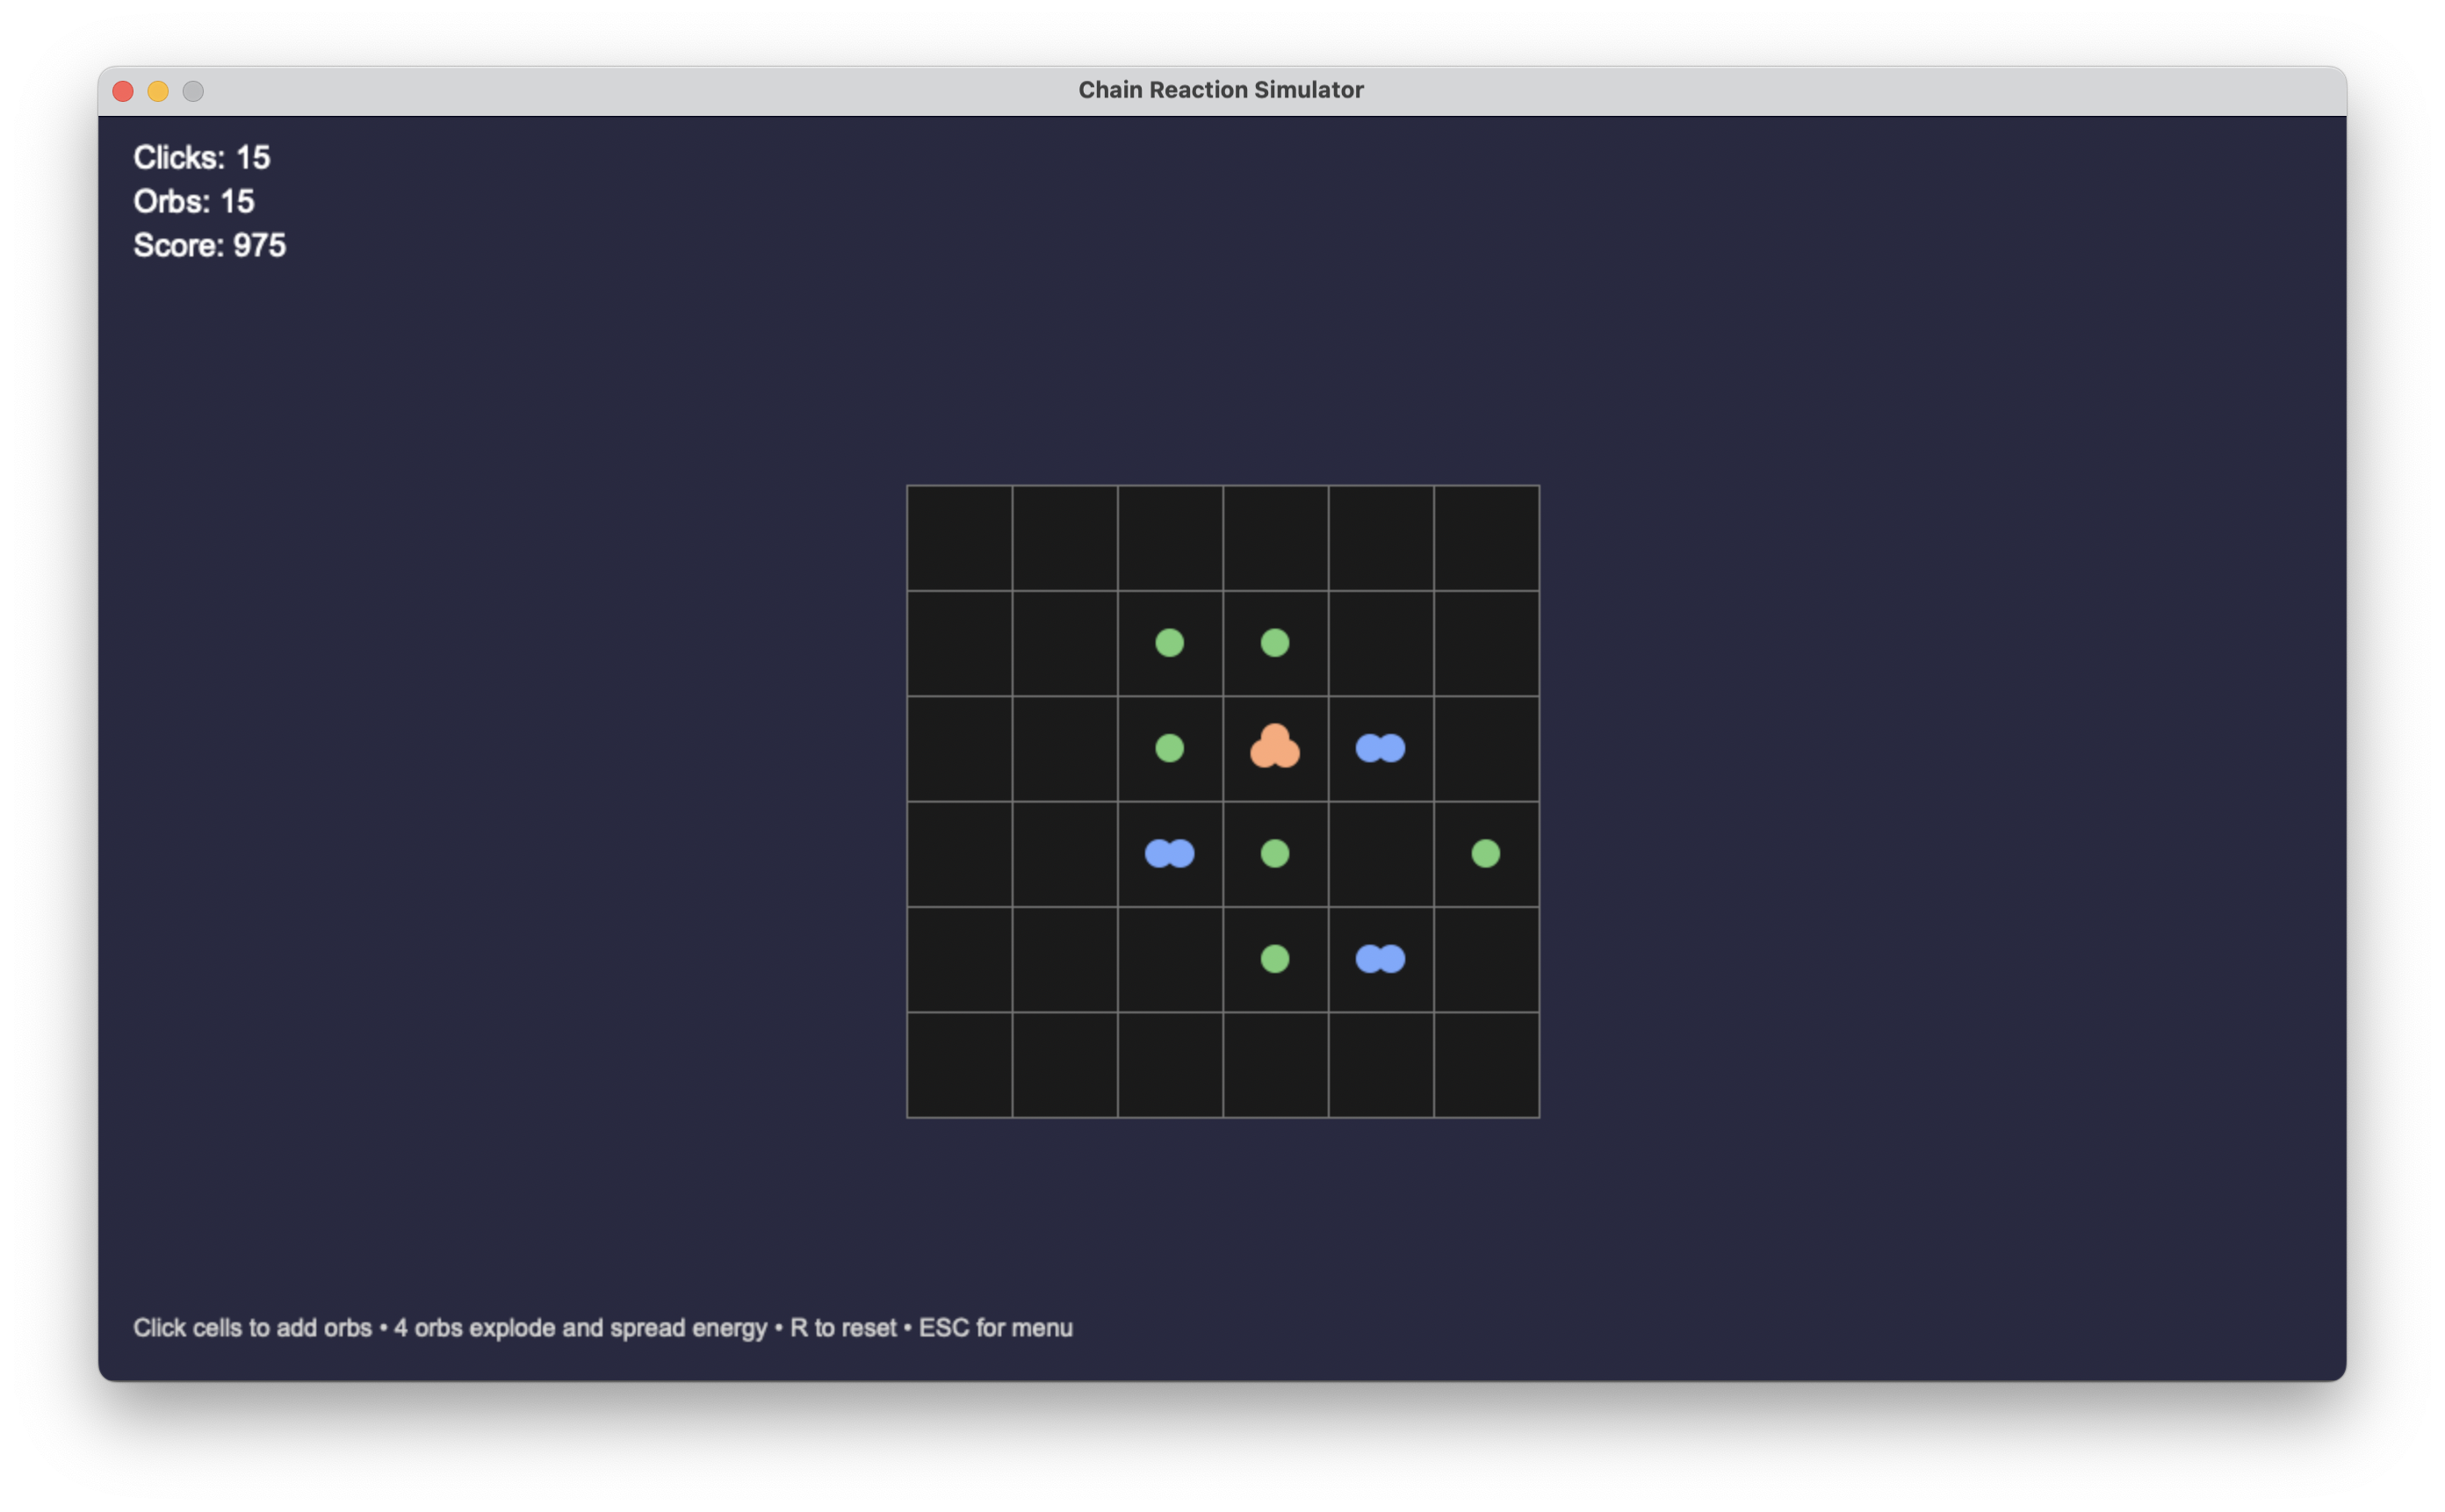 Chain Reaction Simulator
Clicks: 15
Orbs: 15
Score: 975
Click cells to add orbs • 4 orbs explode and spread energy • R to reset • ESC for menu